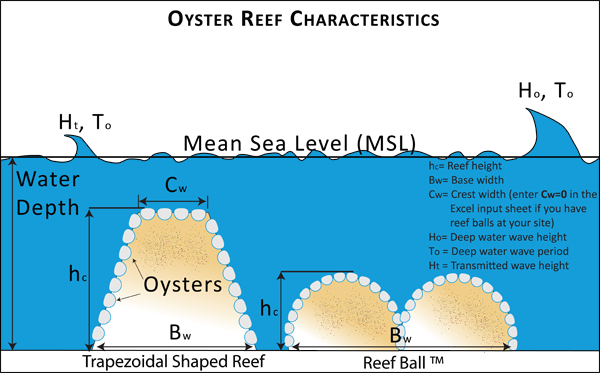 OYSTER REEF CHARACTERISTICS
Ho, To
Ht, To
Mean Sea Level (MSL)
Water
Depth
hc= Reef height
Bw= Base width
Cw= Crest width (enter Cw=0 in the
Excel input sheet if you have
reef balls at your site)
Ho= Deep water wave height
To = Deep water wave period
Ht = Transmitted wave height
Cw
hc
Oysters
hc
Bw
Bw
Trapezoidal Shaped Reef
Reef Ball ™